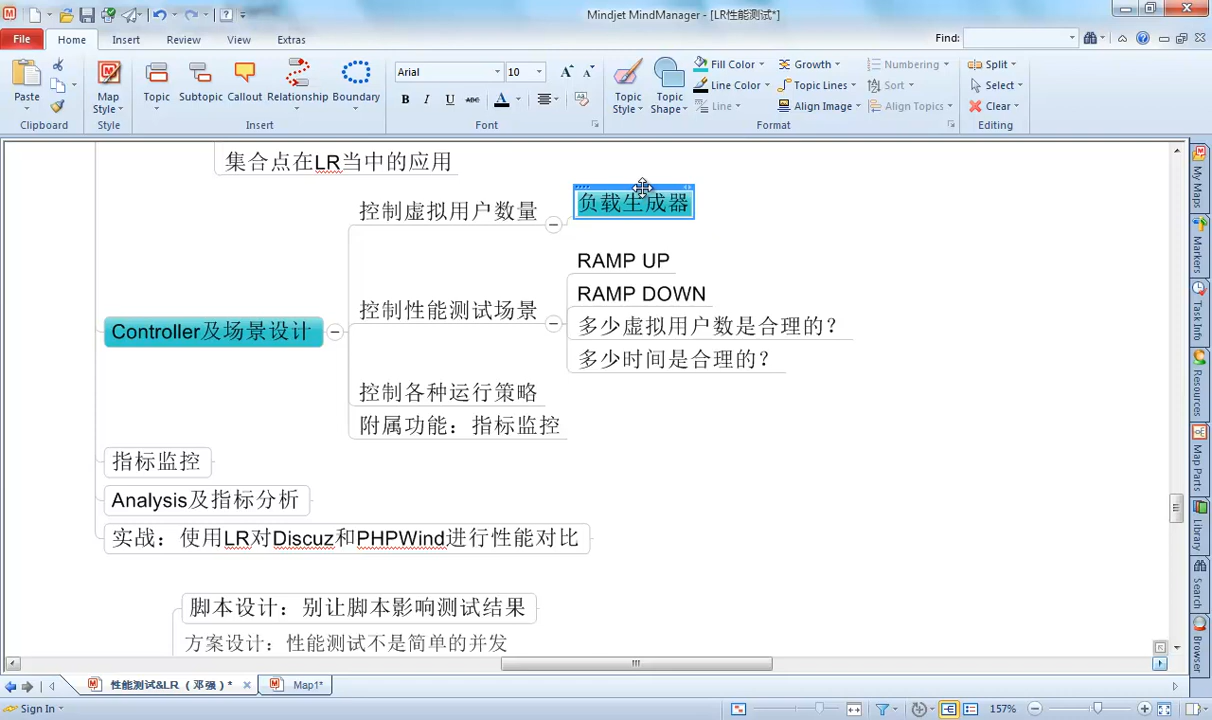 Mindjet MindManager - [LR性能测试*]
File
Home
Insert
Review
View
Extras
Find:
Paste
Map Style
Topic
Subtopic
Callout
Relationship
Boundary
Arial
10
B I U abc A
Topic Style
Topic Shape
Fill Color
Line Color
Line
Growth
Topic Lines
Align Image
Numbering
Sort
Align Topics
Split
Select
Clear
Clipboard
Style
Insert
Font
Format
Editing
集合点在LR当中的应用
控制虚拟用户数量
负载生成器
RAMP UP
RAMP DOWN
控制性能测试场景
多少虚拟用户数是合理的?
Controller及场景设计
多少时间是合理的?
控制各种运行策略
附属功能：指标监控
指标监控
Analysis及指标分析
实战：使用LR对Discuz和PHPWind进行性能对比
脚本设计：别让脚本影响测试结果
方案设计：性能测试不是简单的并发
My Maps
Markers
Task Info
Resources
Map Parts
Library
Search
Browser
性能测试&LR （邓强）*
Map1*
Sign In
157%